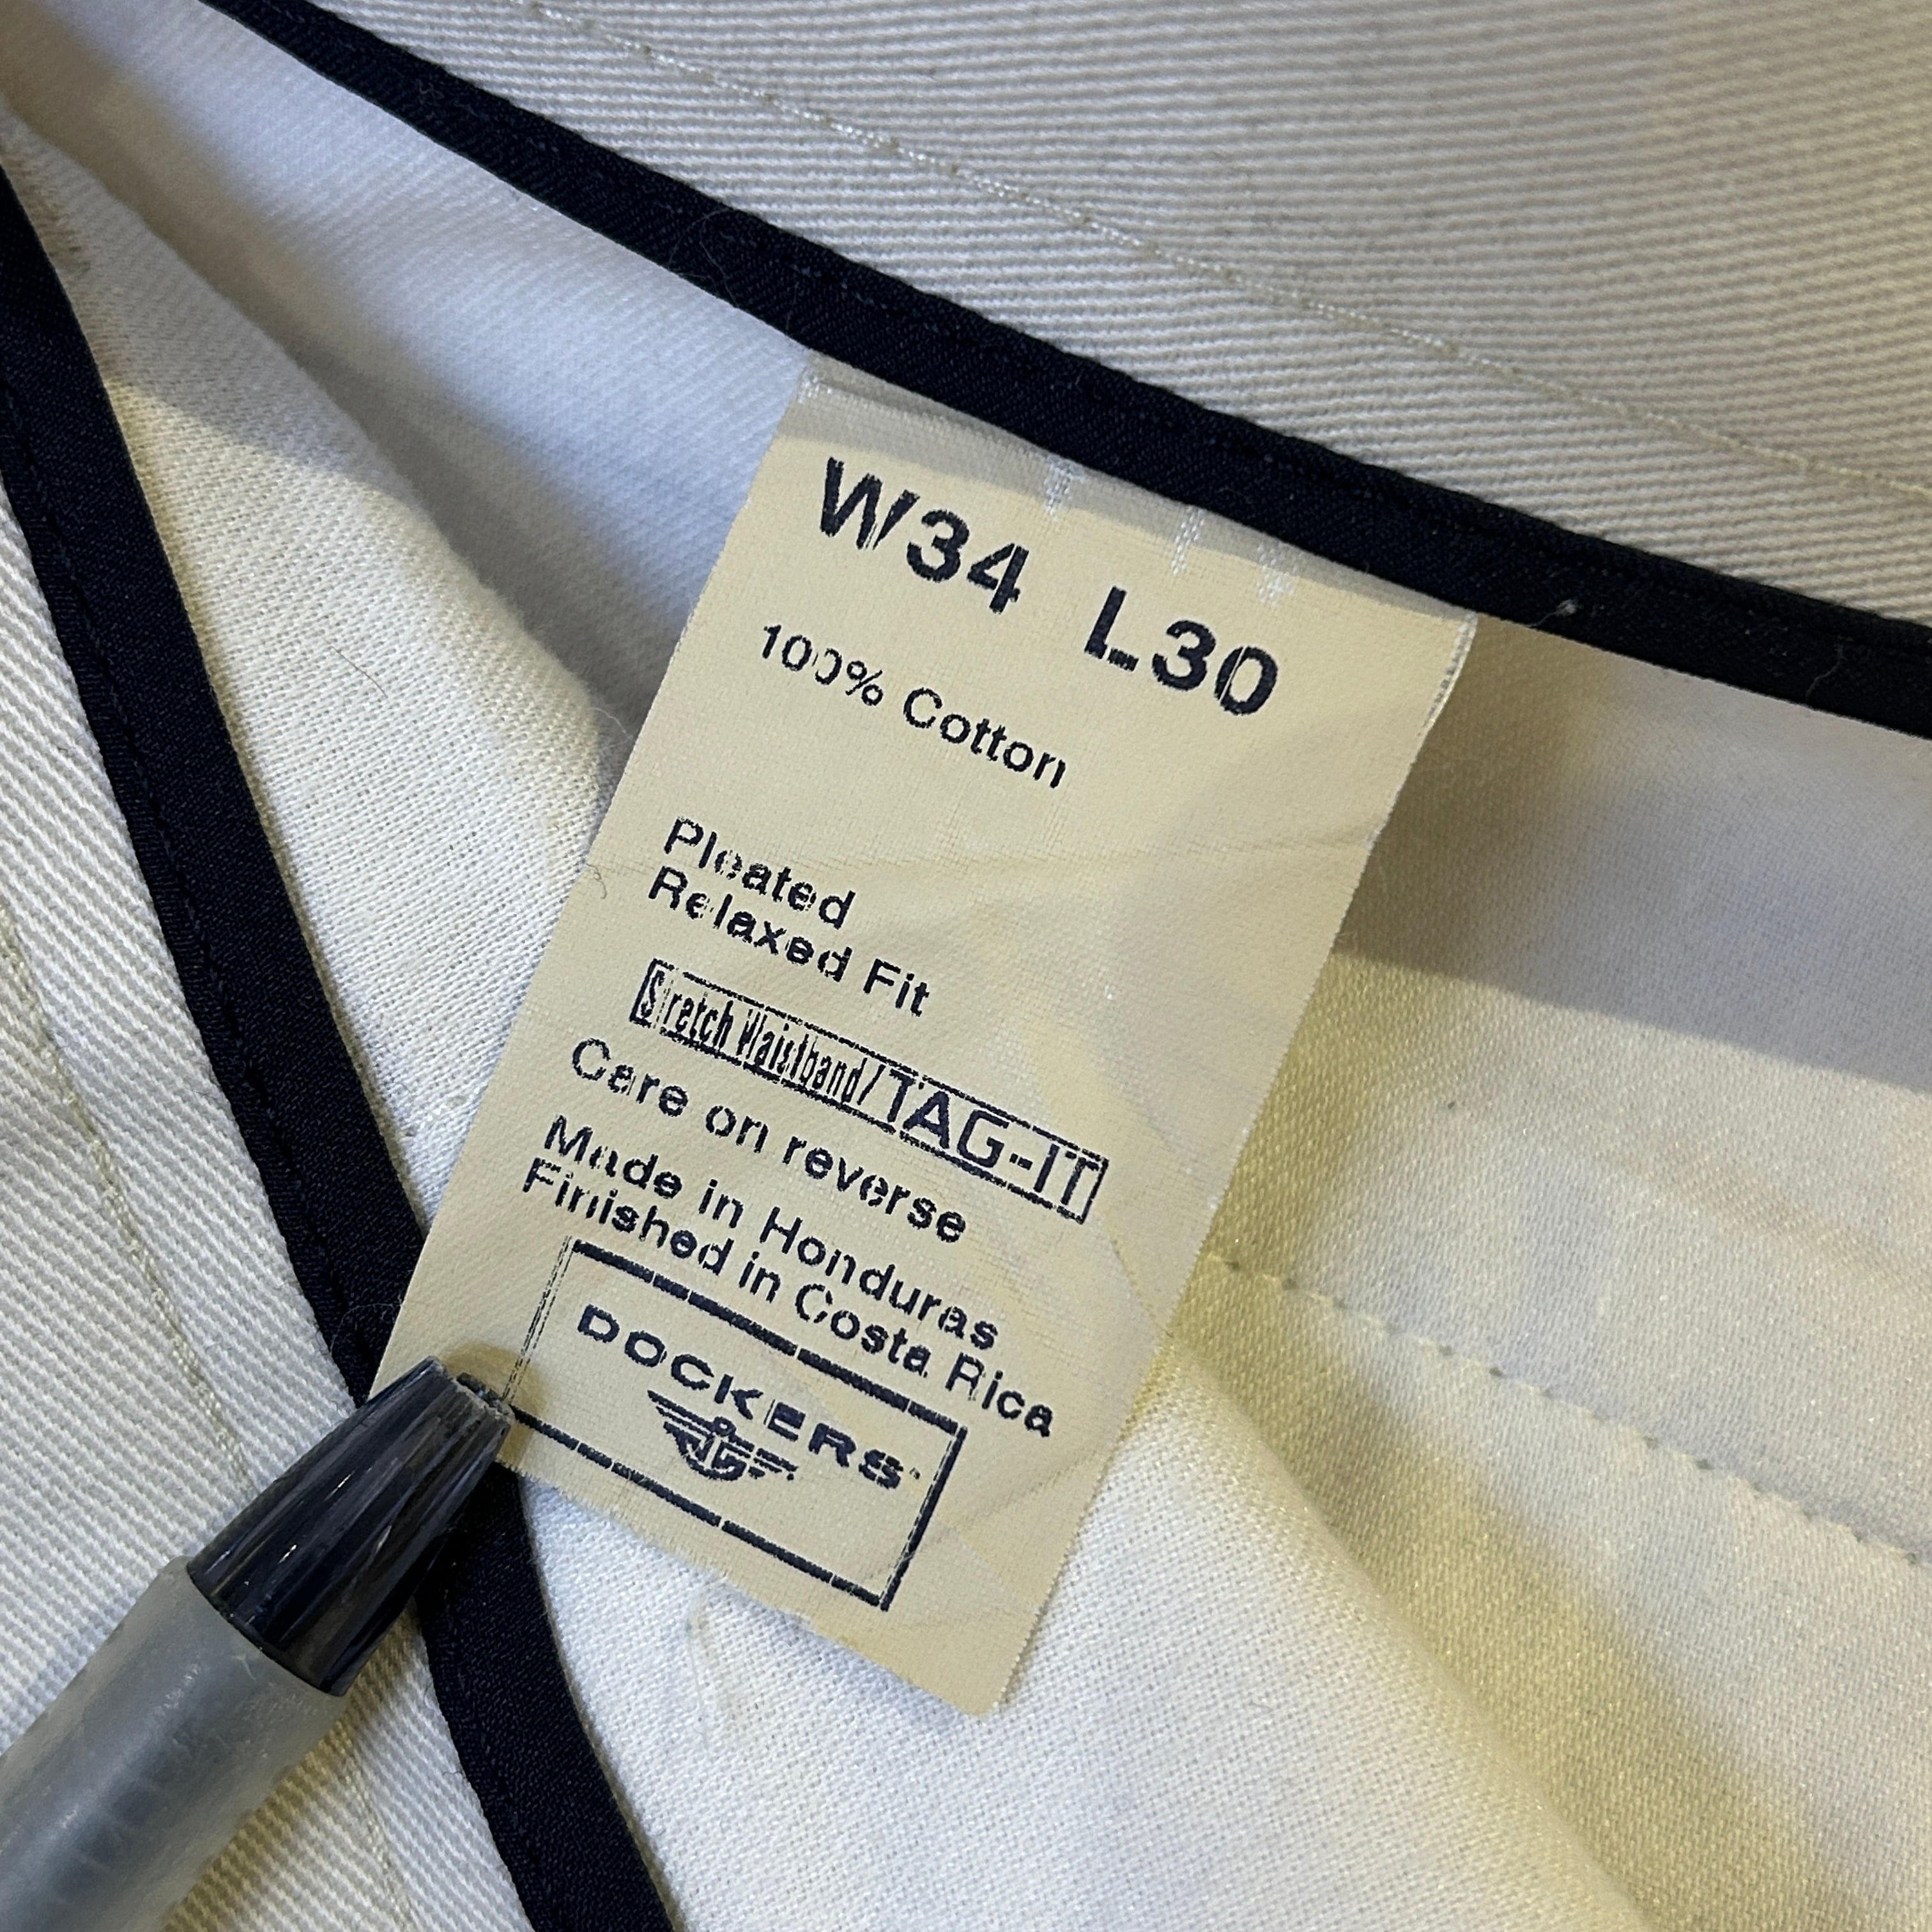 W34 L30
100% Cotton
Pleated
Relaxed Fit
Stretch Waistband/TAG-IT
Care on reverse
Made in Honduras
Finished in Costa Rica
DOCKERS